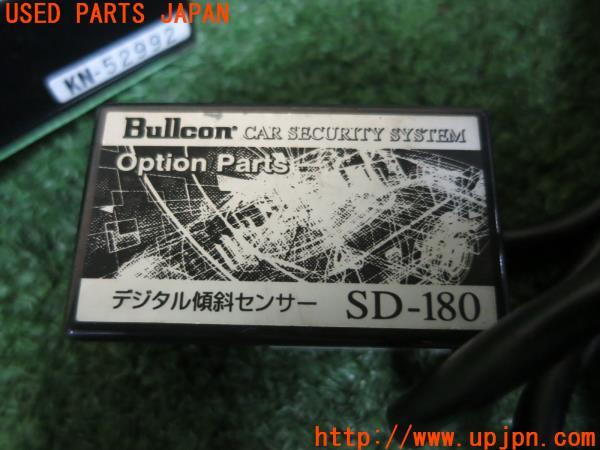 USED PARTS JAPAN
KN-52992
Bullcon® CAR SECURITY SYSTEM
Option Parts
デジタル傾斜センサー SD-180
UPJ
http://www.upjpn.com/